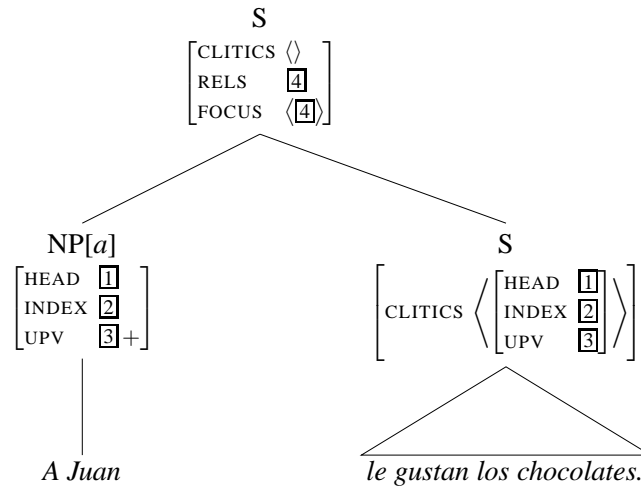 S
CLITICS ⟨⟩
RELS 4
FOCUS ⟨4⟩
NP[a] S
HEAD 1 HEAD 1
INDEX 2 CLITICS INDEX 2
UPV 3 + UPV 3
A Juan le gustan los chocolates.